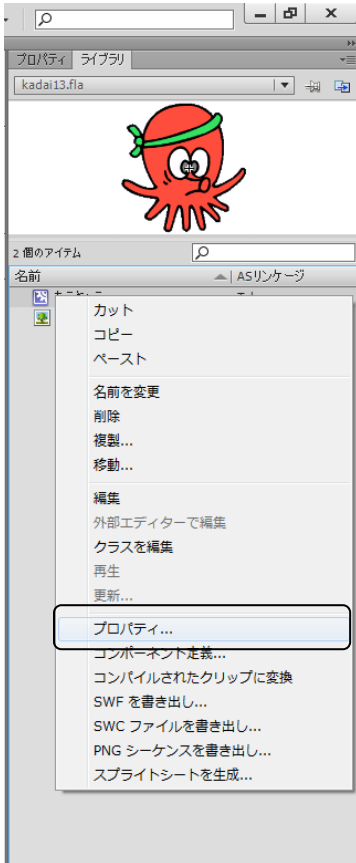 プロパティ ライブラリ
kadai13.fla
2 個のアイテム
名前 ASリンケージ
カット
コピー
ペースト
名前を変更
削除
複製...
移動...
編集
外部エディターで編集
クラスを編集
再生
更新...
プロパティ...
コンポーネント定義...
コンパイルされたクリップに変換
SWF を書き出し...
SWC ファイルを書き出し...
PNG シーケンスを書き出し...
スプライトシートを生成...